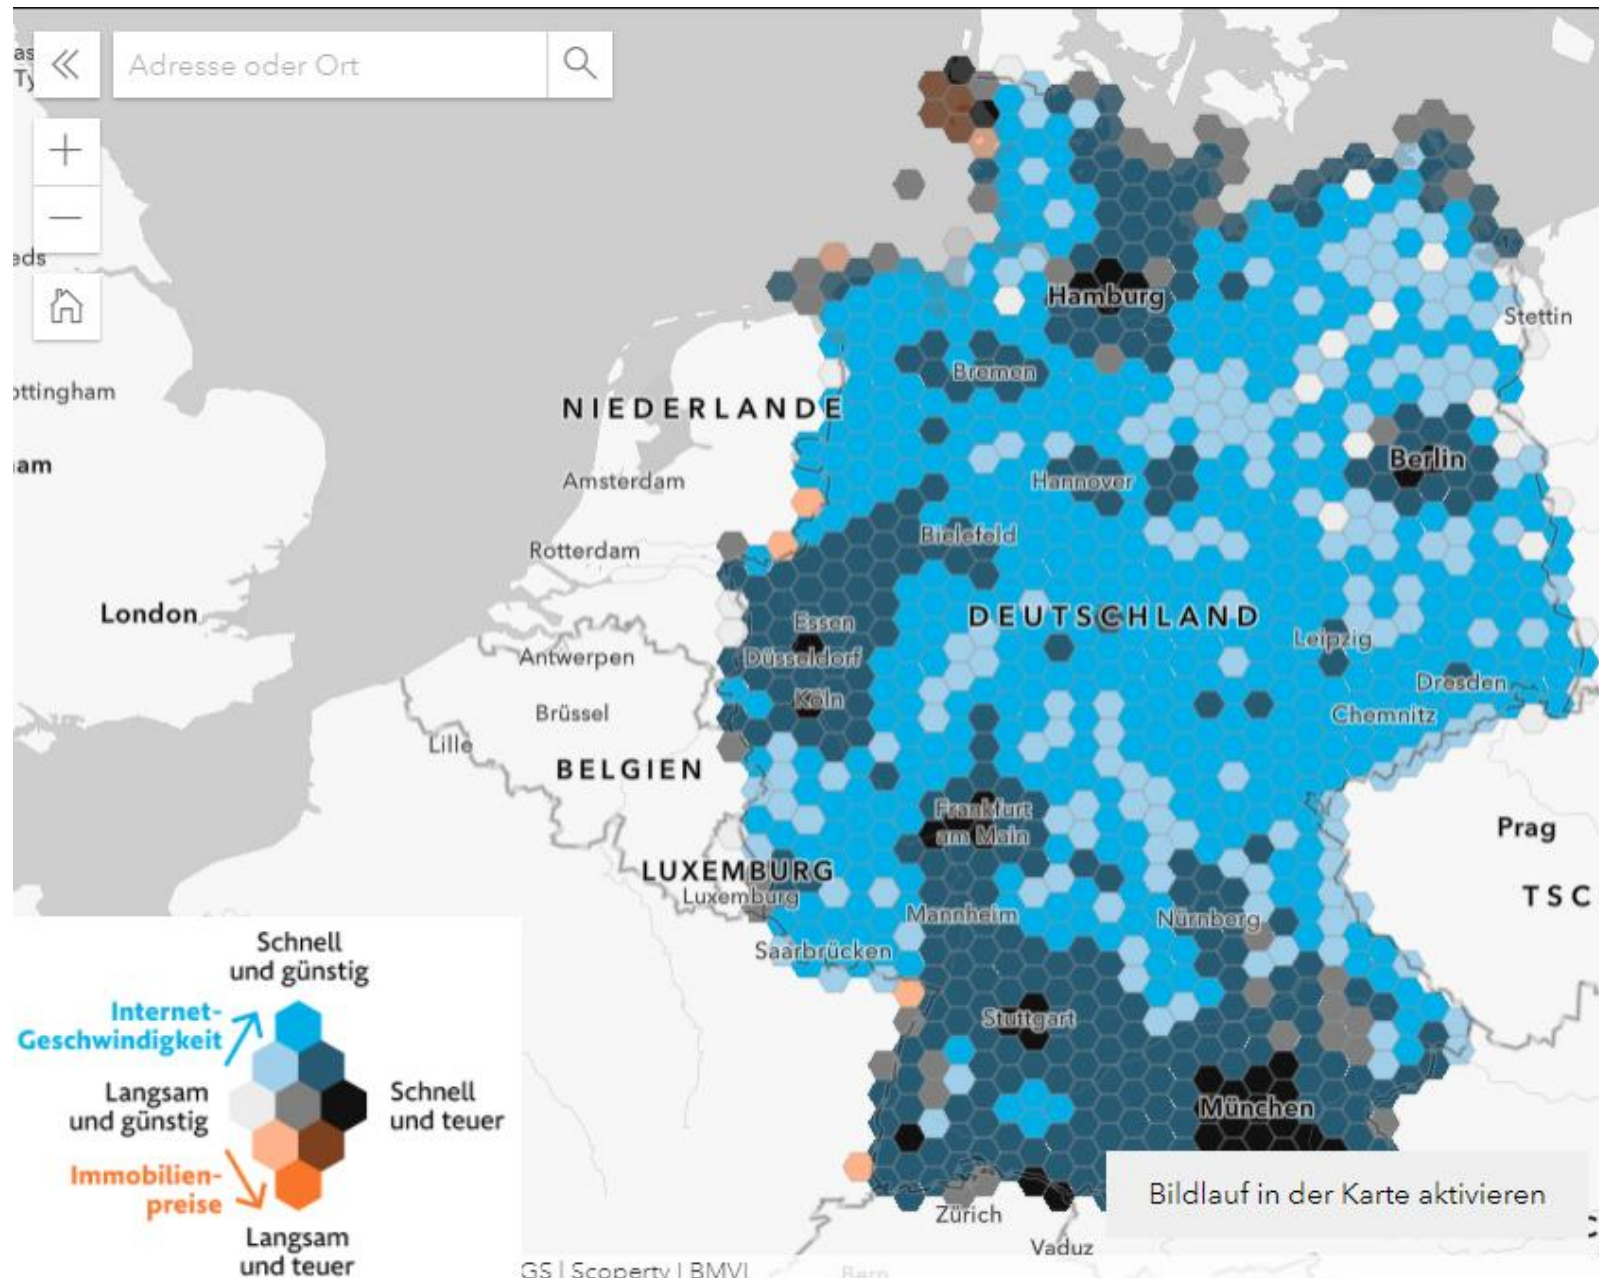 Adresse oder Ort
Hamburg
Stettin
Bremen
NIEDERLANDE
ottingham
Berlin
am
Amsterdam
Hannover
Bielefeld
Rotterdam
London
Essen
DEUTSCHLAND
Leipzig
Antwerpen
Düsseldorf
Dresden
Köln
Brüssel
Chemnitz
Lille
BELGIEN
Frankfurt
am Main
Prag
LUXEMBURG
Luxemburg
TSC
Mannheim
Nürnberg
Saarbrücken
Stuttgart
München
Zürich
Vaduz
Bern
Bildlauf in der Karte aktivieren
Schnell
und günstig
Internet-
Geschwindigkeit
Langsam
und günstig
Schnell
und teuer
Immobilien-
preise
Langsam
und teuer
GS | Scoperty | BMVI